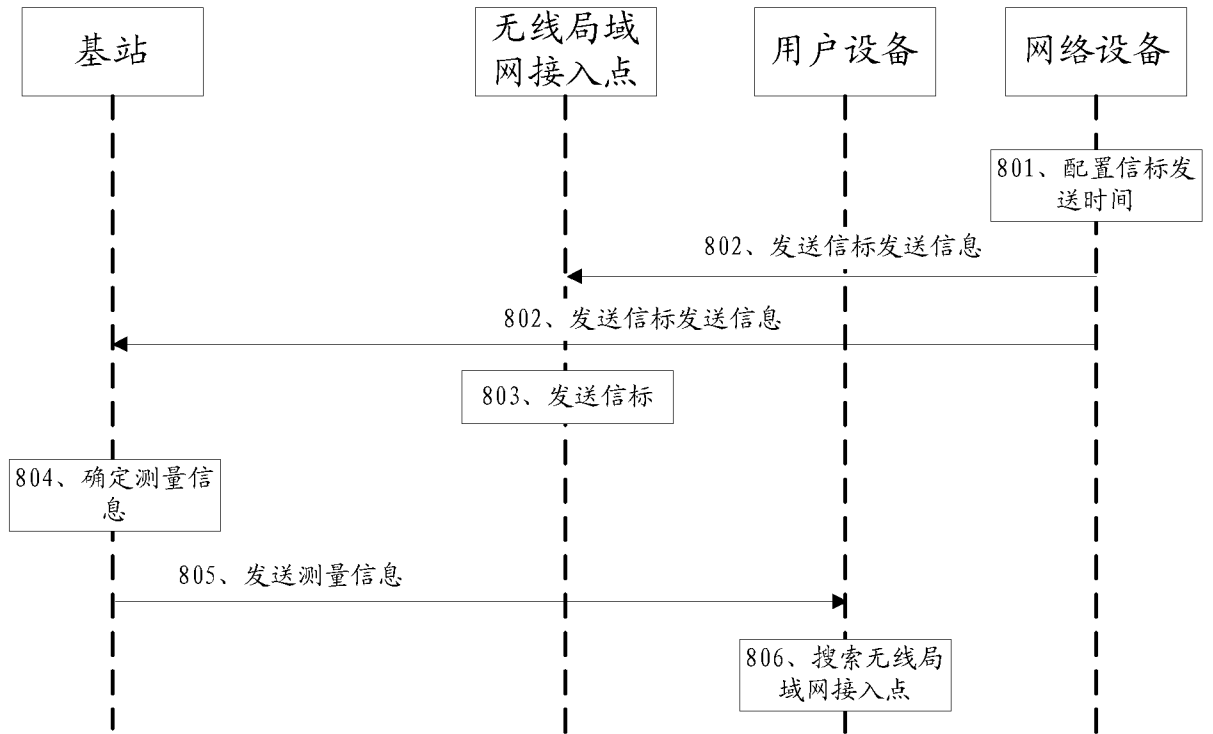 基站
无线局域
网接入点
用户设备
网络设备
801、配置信标发
送时间
802、发送信标发送信息
802、发送信标发送信息
803、发送信标
804、确定测量信
息
805、发送测量信息
806、搜索无线局
域网接入点